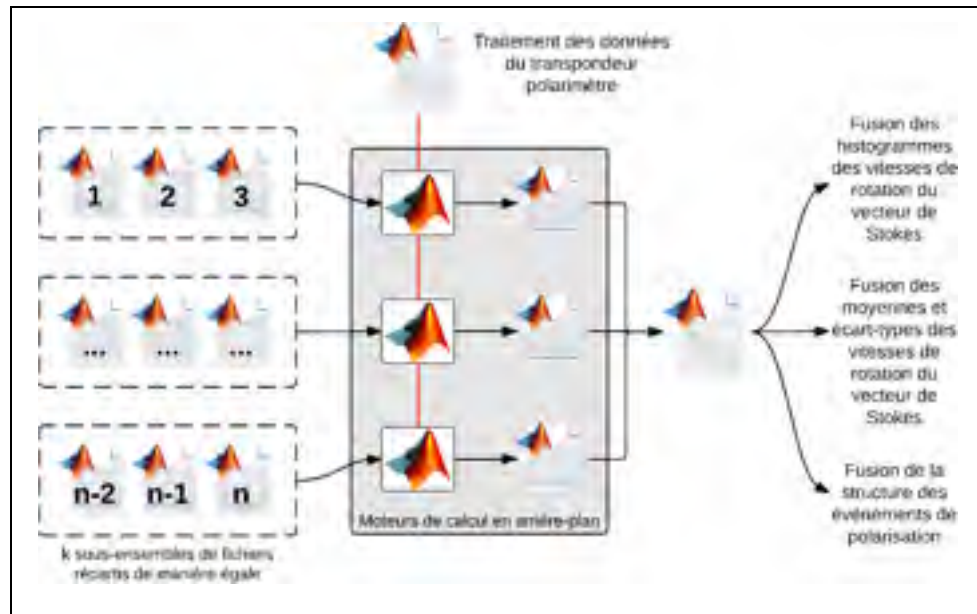 Traitement des données
du transpondeur
polarimètre
1 2 3
... ... ...
n-2 n-1 n
k sous-ensembles de fichiers
répartis de manière égale
Moteurs de calcul en arrière-plan
Fusion des
histogrammes
des vitesses de
rotation du
vecteur de
Stokes
Fusion des
moyennes et
écart-types des
vitesses de
rotation du
vecteur de
Stokes
Fusion de la
structure des
événements de
polarisation